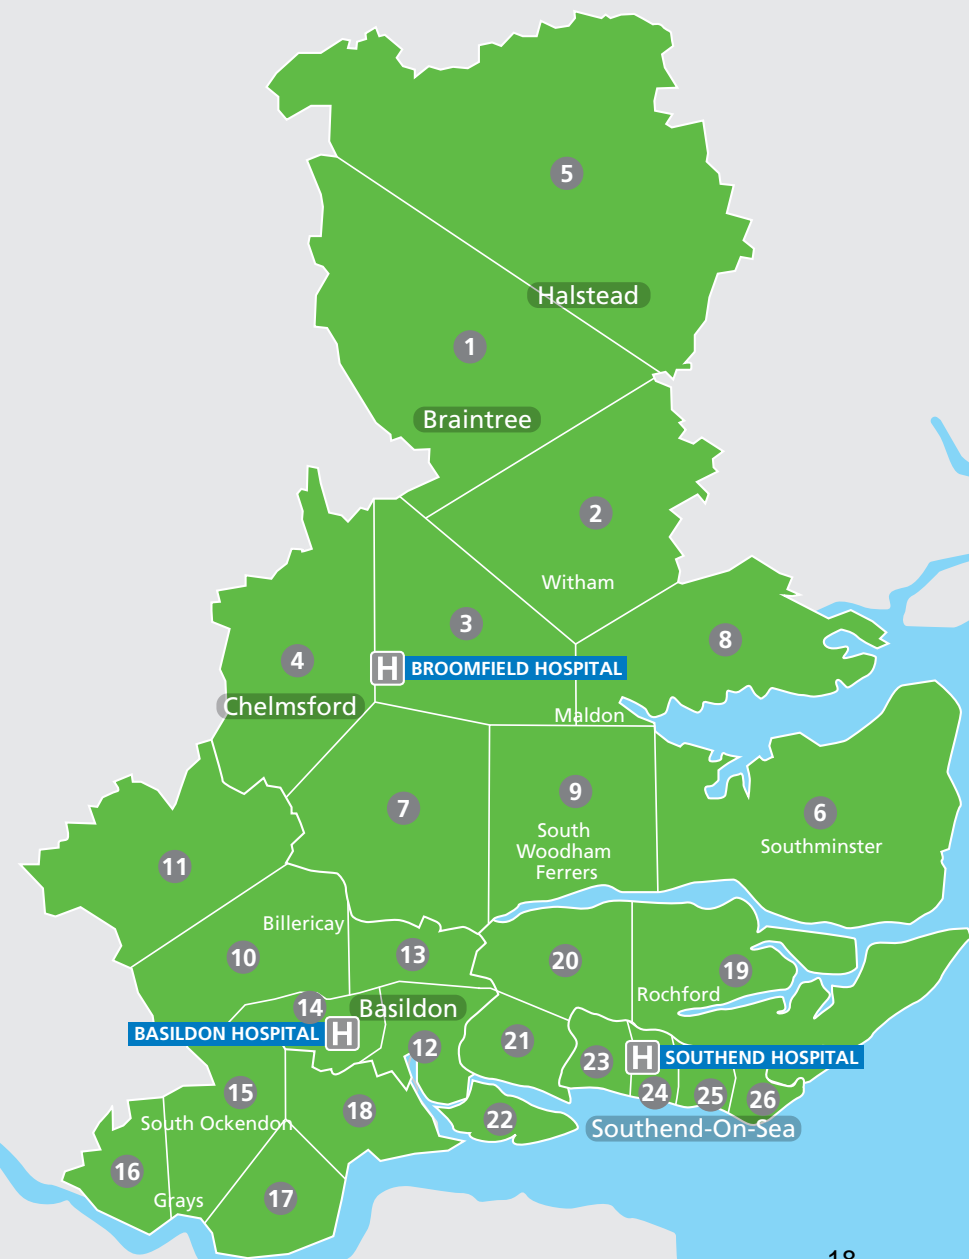 5
Halstead
1
Braintree
2
Witham
3
8
4
H BROOMFIELD HOSPITAL
Chelmsford
Maldon
7
9
6
South
Woodham
Ferrers
Southminster
11
Billericay
10
13
20
19
Rochford
14
Basildon
BASILDON HOSPITAL H
12
21
23
H SOUTHEND HOSPITAL
15
18
24
25
26
South Ockendon
22
Southend-On-Sea
16
Grays
17